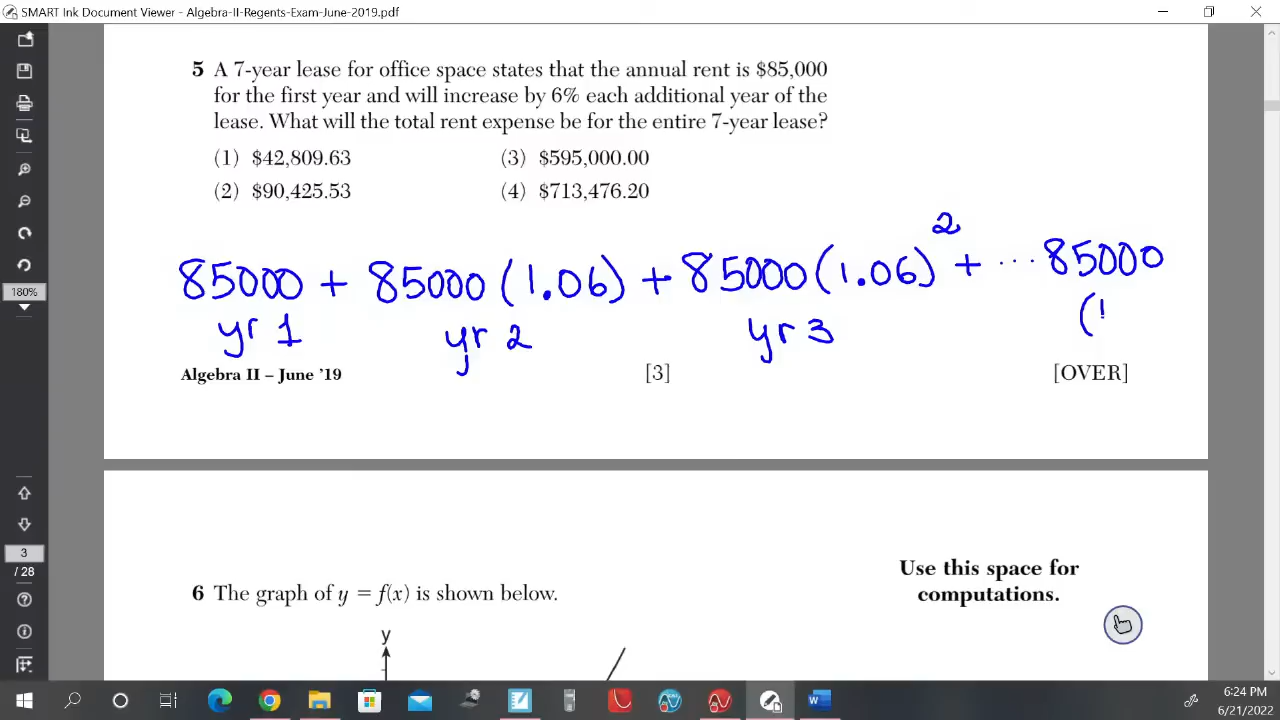 SMART Ink Document Viewer - Algebra-II-Regents-Exam-June-2019.pdf
5 A 7-year lease for office space states that the annual rent is $85,000
for the first year and will increase by 6% each additional year of the
lease. What will the total rent expense be for the entire 7-year lease?
(1) $42,809.63 (3) $595,000.00
(2) $90,425.53 (4) $713,476.20
85000 + 85000 (1.06) + 85000 (1.06)² + ... 85000
yr 1 yr 2 yr 3 (1
Algebra II – June ’19 [3] [OVER]
180%
3
/ 28
Use this space for
computations.
6 The graph of y = f(x) is shown below.
y
6:24 PM
6/21/2022